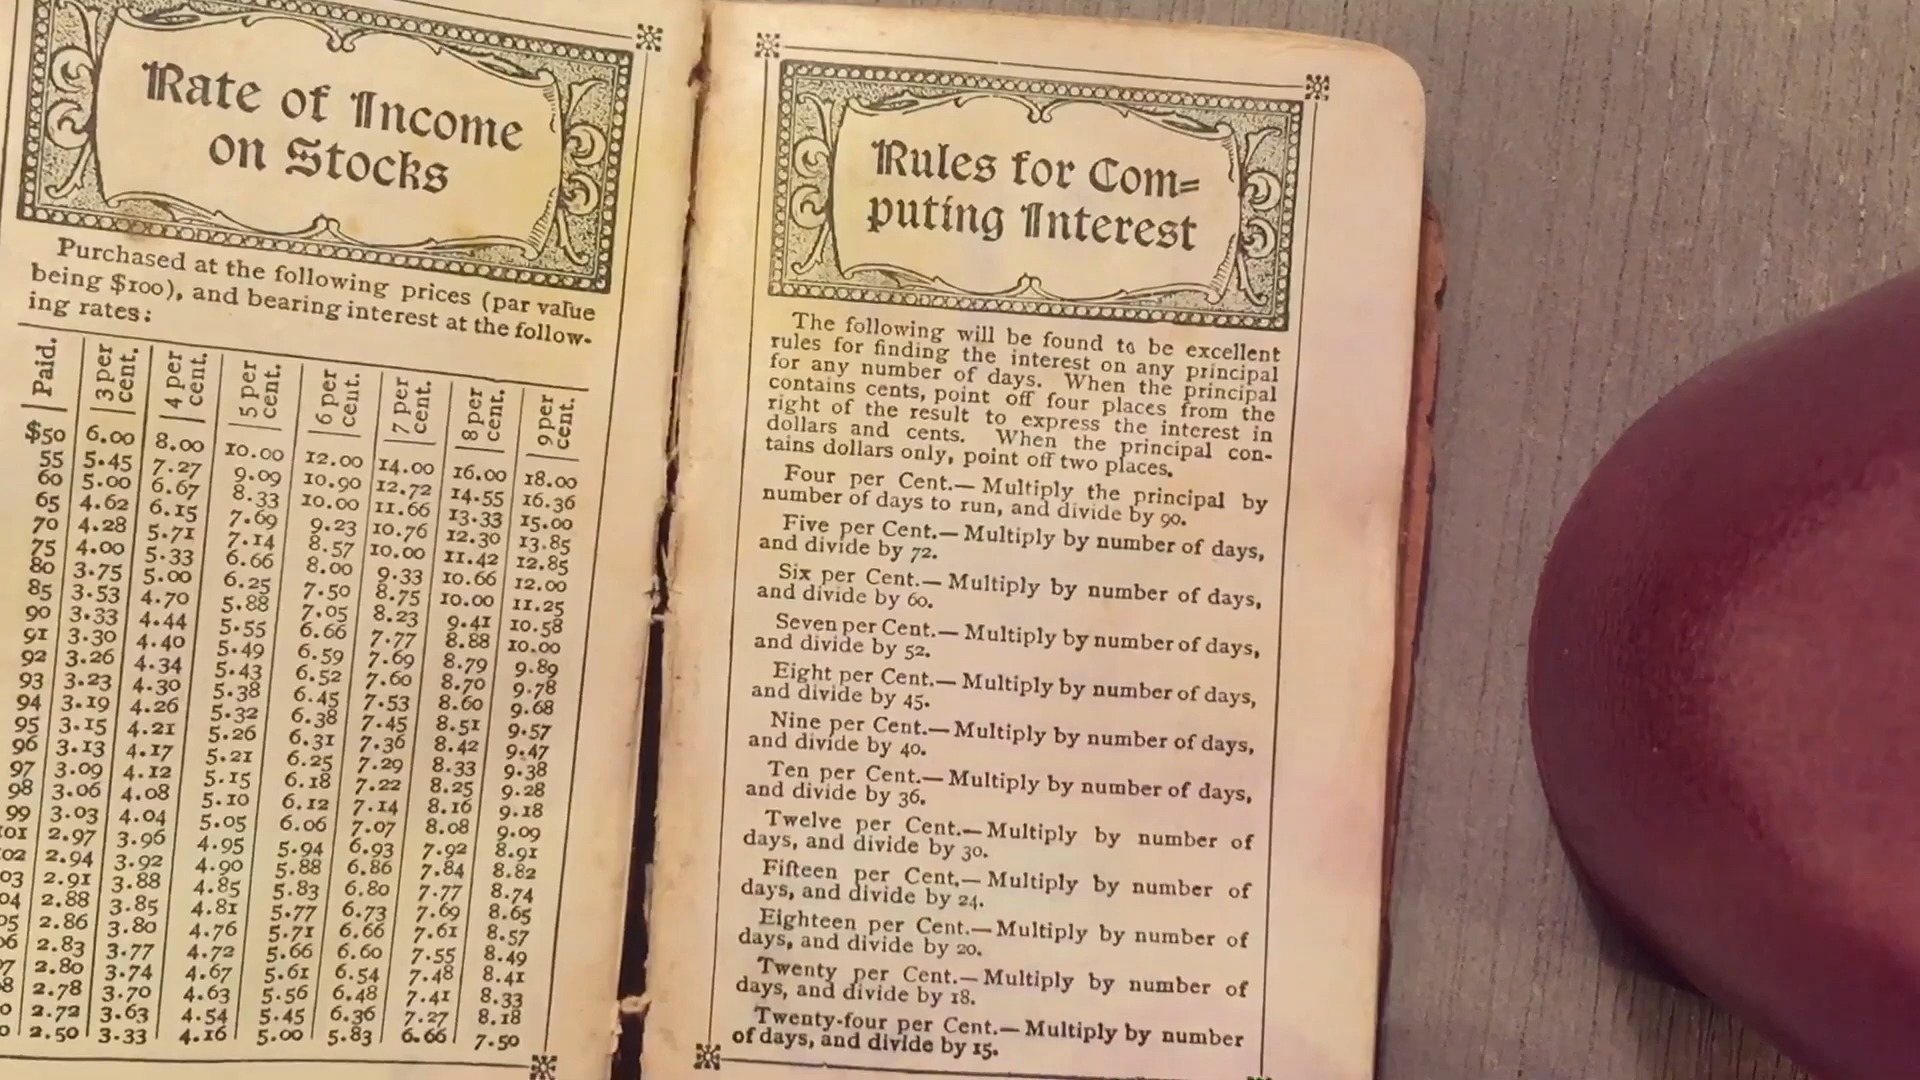 Rate of Income
on Stocks
Purchased at the following prices (par value
being $100), and bearing interest at the follow-
ing rates:
Paid. 3 per cent. 4 per cent. 5 per cent. 6 per cent. 7 per cent. 8 per cent. 9 per cent.
$50 6.00 8.00 10.00 12.00 14.00 16.00 18.00
55 5.45 7.27 9.09 10.90 12.72 14.55 16.36
60 5.00 6.67 8.33 10.00 11.66 13.33 15.00
65 4.62 6.15 7.69 9.23 10.76 12.30 13.85
70 4.28 5.71 7.14 8.57 10.00 11.42 12.85
75 4.00 5.33 6.66 8.00 9.33 10.66 12.00
80 3.75 5.00 6.25 7.50 8.75 10.00 11.25
85 3.53 4.70 5.88 7.05 8.23 9.41 10.58
90 3.33 4.44 5.55 6.66 7.77 8.88 10.00
91 3.30 4.40 5.49 6.59 7.69 8.79 9.89
92 3.26 4.34 5.43 6.52 7.60 8.70 9.78
93 3.23 4.30 5.38 6.45 7.53 8.60 9.68
94 3.19 4.26 5.32 6.38 7.45 8.51 9.57
95 3.15 4.21 5.26 6.31 7.36 8.42 9.47
96 3.13 4.17 5.21 6.25 7.29 8.33 9.38
97 3.09 4.12 5.15 6.18 7.22 8.25 9.28
98 3.06 4.08 5.10 6.12 7.14 8.16 9.18
99 3.03 4.04 5.05 6.06 7.07 8.08 9.09
101 2.97 3.96 4.95 5.94 6.93 7.92 8.91
02 2.94 3.92 4.90 5.88 6.86 7.84 8.82
03 2.91 3.88 4.85 5.83 6.80 7.77 8.74
04 2.88 3.85 4.81 5.77 6.73 7.69 8.65
05 2.86 3.80 4.76 5.71 6.66 7.61 8.57
06 2.83 3.77 4.72 5.66 6.60 7.55 8.49
7 2.80 3.74 4.67 5.61 6.54 7.48 8.41
8 2.78 3.70 4.63 5.56 6.48 7.41 8.33
0 2.72 3.63 4.54 5.45 6.36 7.27 8.18
0 2.50 3.33 4.16 5.00 5.83 6.66 7.50
Rules for Com-
puting Interest
The following will be found to be excellent
rules for finding the interest on any principal
for any number of days. When the principal
contains cents, point off four places from the
right of the result to express the interest in
dollars and cents. When the principal con-
tains dollars only, point off two places.
Four per Cent.— Multiply the principal by
number of days to run, and divide by 90.
Five per Cent.— Multiply by number of days,
and divide by 72.
Six per Cent.— Multiply by number of days,
and divide by 60.
Seven per Cent.— Multiply by number of days,
and divide by 52.
Eight per Cent.— Multiply by number of days,
and divide by 45.
Nine per Cent.— Multiply by number of days,
and divide by 40.
Ten per Cent.— Multiply by number of days,
and divide by 36.
Twelve per Cent.— Multiply by number of
days, and divide by 30.
Fifteen per Cent.— Multiply by number of
days, and divide by 24.
Eighteen per Cent.— Multiply by number of
days, and divide by 20.
Twenty per Cent.— Multiply by number of
days, and divide by 18.
Twenty-four per Cent.— Multiply by number
of days, and divide by 15.